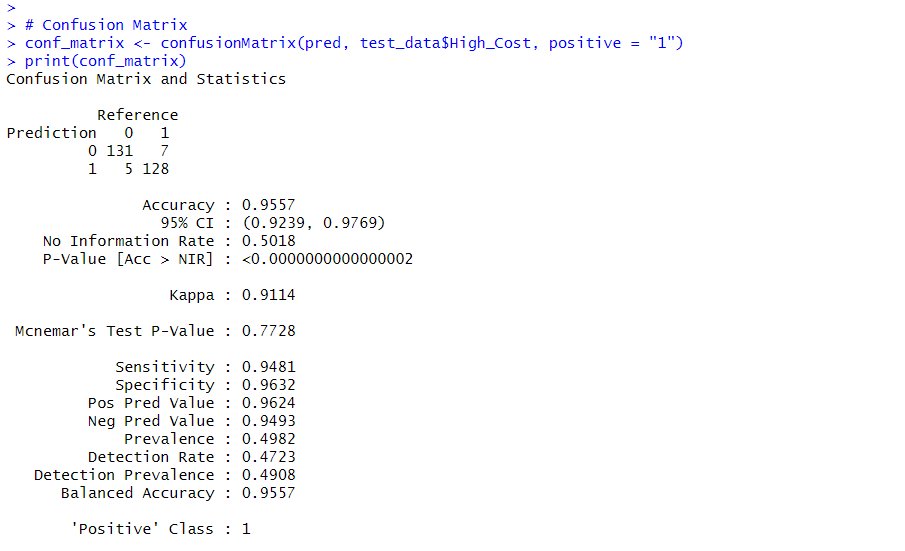 >
> # Confusion Matrix
> conf_matrix <- confusionMatrix(pred, test_data$High_Cost, positive = "1")
> print(conf_matrix)
Confusion Matrix and Statistics

          Reference
Prediction   0   1
         0 131   7
         1   5 128

               Accuracy : 0.9557
                 95% CI : (0.9239, 0.9769)
    No Information Rate : 0.5018
    P-Value [Acc > NIR] : <0.0000000000000002

                  Kappa : 0.9114

 Mcnemar's Test P-Value : 0.7728

            Sensitivity : 0.9481
            Specificity : 0.9632
         Pos Pred Value : 0.9624
         Neg Pred Value : 0.9493
             Prevalence : 0.4982
         Detection Rate : 0.4723
   Detection Prevalence : 0.4908
      Balanced Accuracy : 0.9557

       'Positive' Class : 1